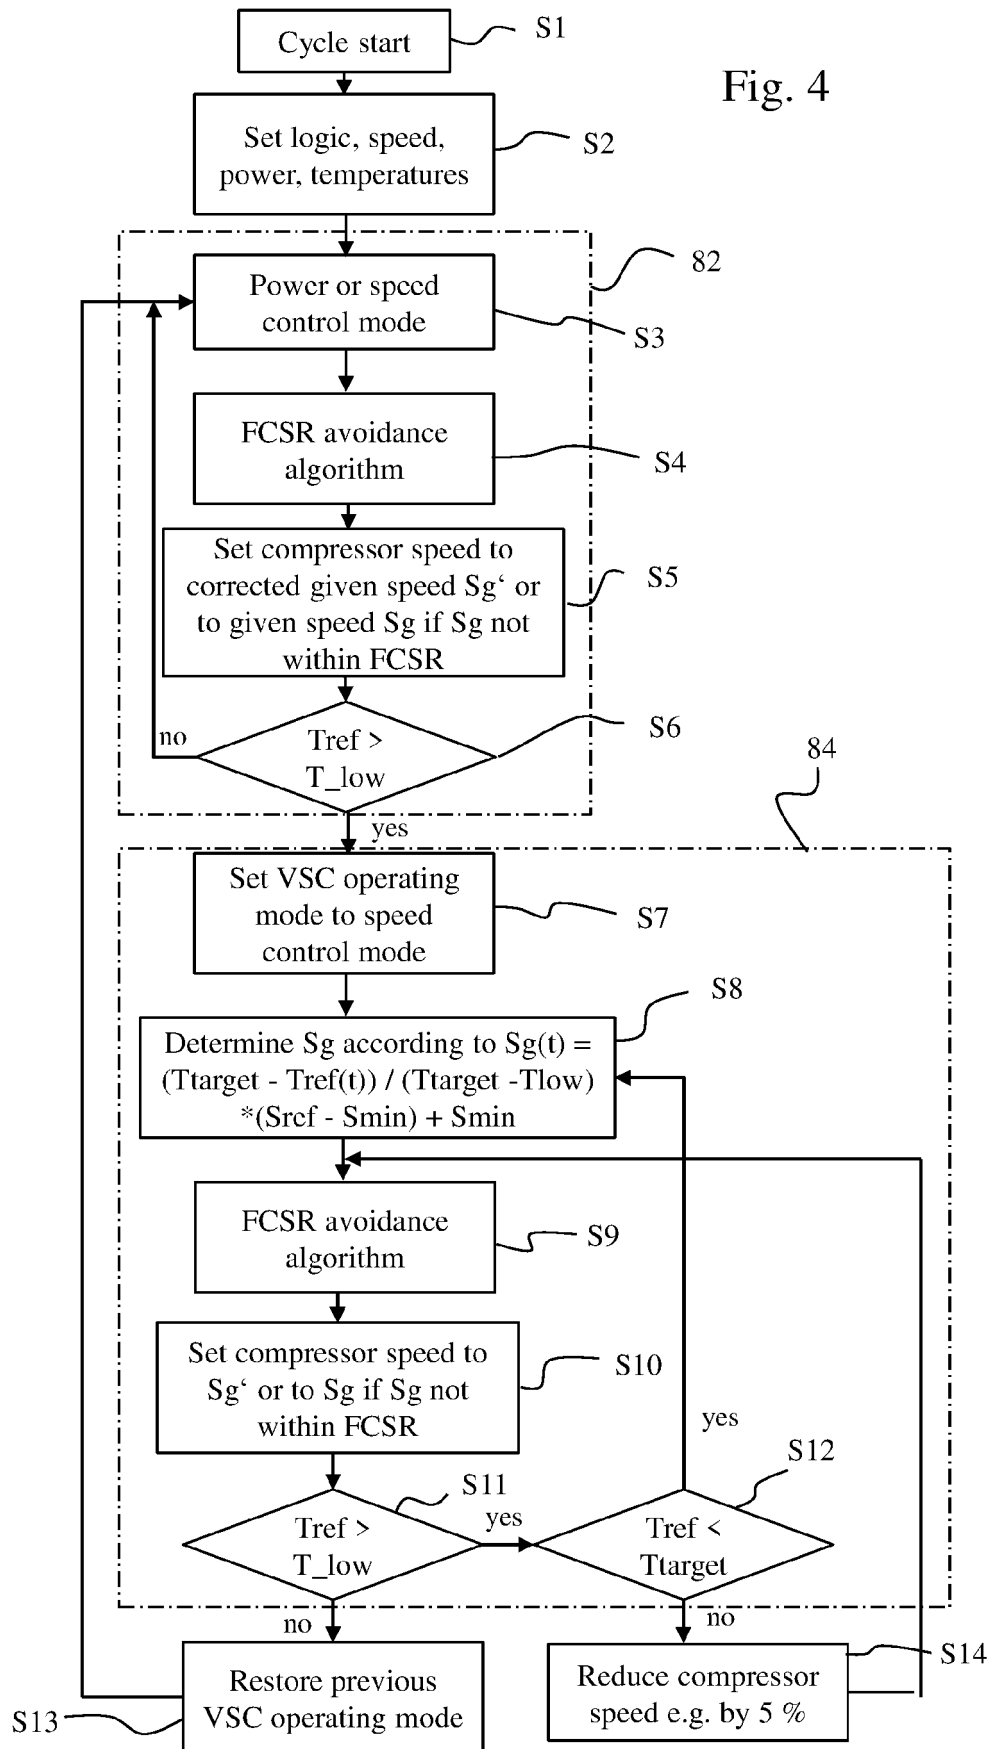 Cycle start
S1
Fig. 4
Set logic, speed,
power, temperatures
S2
82
Power or speed
control mode
S3
FCSR avoidance
algorithm
S4
Set compressor speed to
corrected given speed Sg‘ or
to given speed Sg if Sg not
within FCSR
S5
Tref >
T_low
S6
no
yes
84
Set VSC operating
mode to speed
control mode
S7
S8
Determine Sg according to Sg(t) =
(Ttarget - Tref(t)) / (Ttarget -Tlow)
*(Sref - Smin) + Smin
FCSR avoidance
algorithm
S9
Set compressor speed to
Sg‘ or to Sg if Sg not
within FCSR
S10
yes
S12
S11
Tref >
T_low
yes
Tref <
Ttarget
no
no
Restore previous
VSC operating mode
S13
Reduce compressor
speed e.g. by 5 %
S14